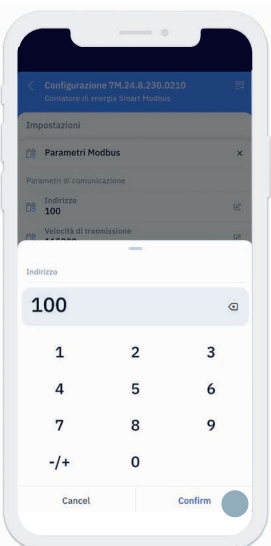 Configurazione 7M.24.8.230.0210
Contatore di energia Smart Modbus
Impostazioni
Parametri Modbus
Parametri di comunicazione
Indirizzo
100
Velocità di trasmissione
Indirizzo
100
1 2 3
4 5 6
7 8 9
-/+ 0
Cancel Confirm